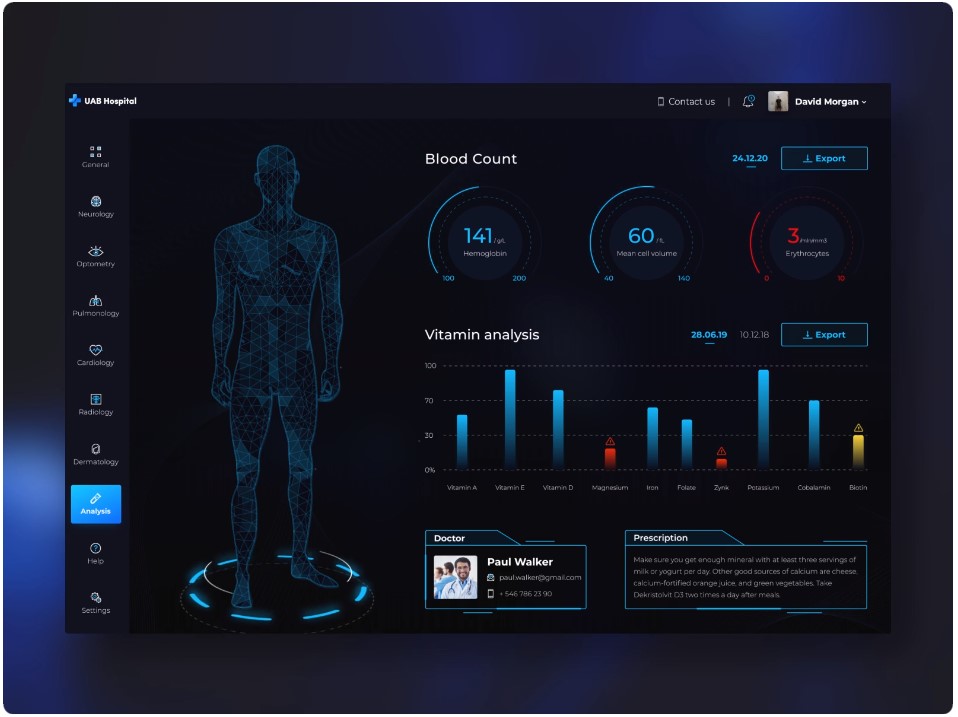 UAB Hospital
Contact us
|
David Morgan
General
Neurology
Optometry
Pulmonology
Cardiology
Radiology
Dermatology
Analysis
Help
Settings
Blood Count
24.12.20
Export
141 / g/L
Hemoglobin
100 200
60 / fL
Mean cell volume
40 140
3
Erythrocytes
0 10
Vitamin analysis
28.06.19 10.12.18
Export
100
70
30
0%
Vitamin A Vitamin E Vitamin D Magnesium Iron Folate Zynk Potassium Cobalamin Biotin
Doctor
Paul Walker
paul.walker@gmail.com
+ 546 786 23 90
Prescription
Make sure you get enough mineral with at least three servings of
milk or yogurt per day. Other good sources of calcium are cheese,
calcium-fortified orange juice, and green vegetables. Take
Dekristolvit D3 two times a day after meals.